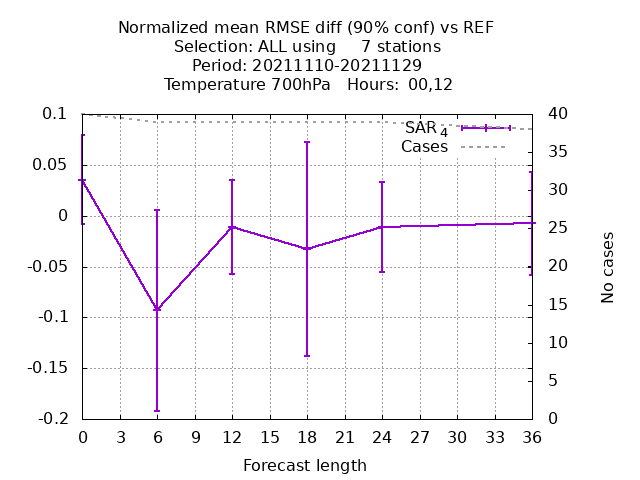 Normalized mean RMSE diff (90% conf) vs REF
Selection: ALL using     7 stations
Period: 20211110-20211129
Temperature 700hPa   Hours: 00,12
0.1
0.05
0
-0.05
-0.1
-0.15
-0.2
40
35
30
25
20
15
10
5
0
SAR 4
Cases
No cases
0 3 6 9 12 15 18 21 24 27 30 33 36
Forecast length